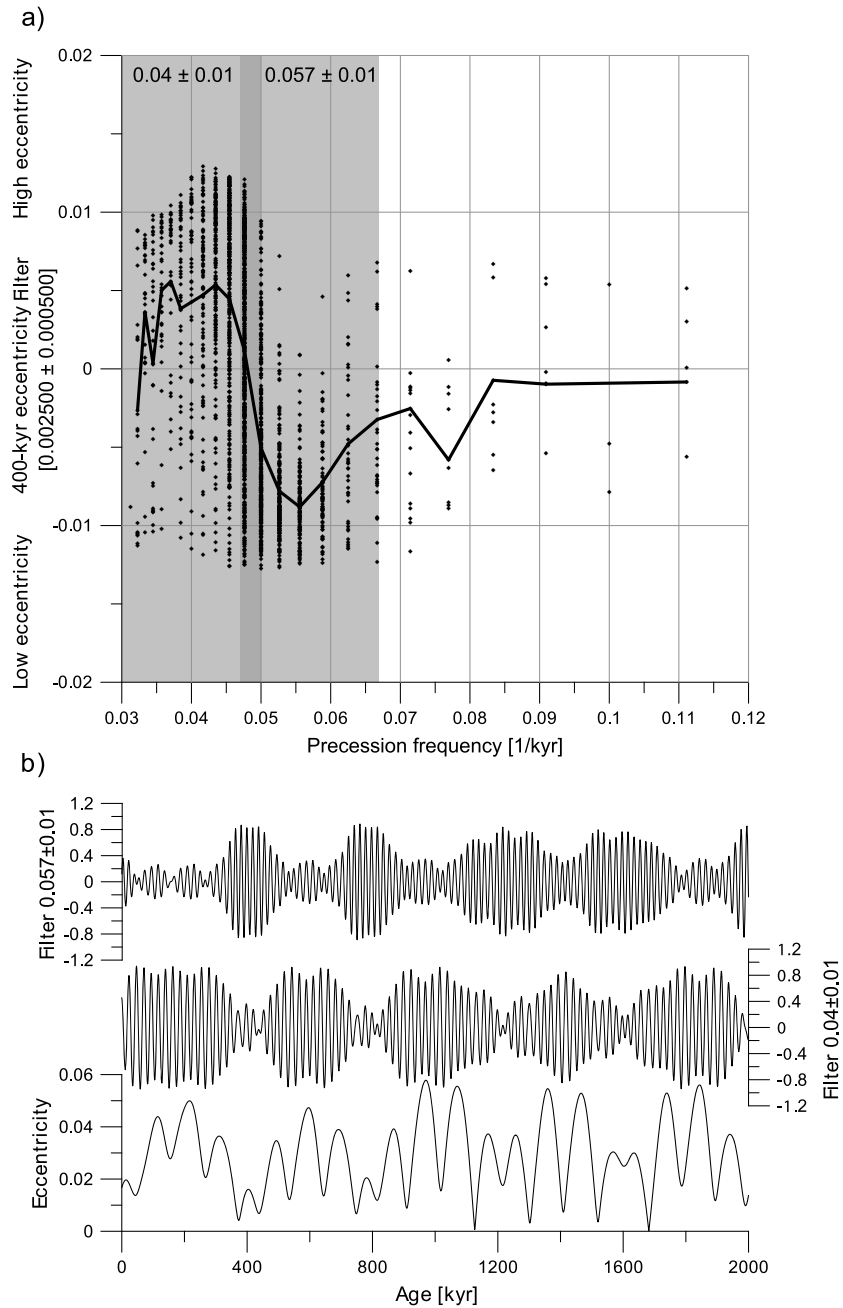 a)
0.04 ± 0.01
0.057 ± 0.01
0.02
0.01
0
-0.01
-0.02
High eccentricity
400-kyr eccentricity Filter
[0.002500 ± 0.000500]
Low eccentricity
0.03 0.04 0.05 0.06 0.07 0.08 0.09 0.1 0.11 0.12
Precession frequency [1/kyr]
b)
1.2
0.8
0.4
0
-0.4
-0.8
-1.2
Filter 0.057±0.01
1.2
0.8
0.4
0
-0.4
-0.8
-1.2
Filter 0.04±0.01
0.06
0.04
0.02
0
Eccentricity
0 400 800 1200 1600 2000
Age [kyr]